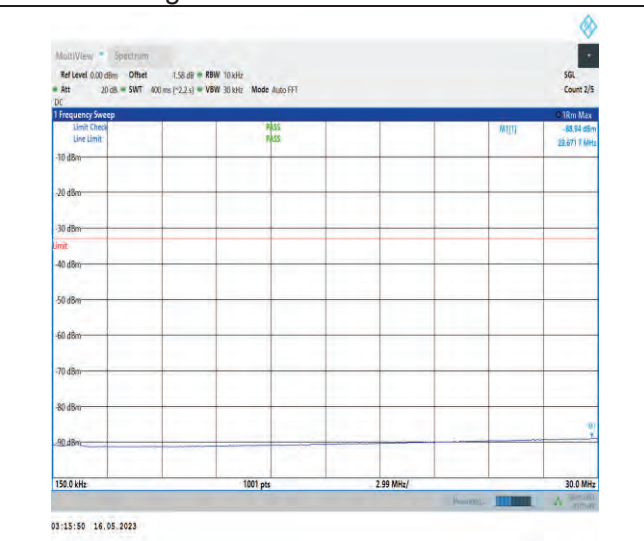 MultiView Spectrum
Ref Level 0.00 dBm Offset 1.58 dB RBW 10 kHz SGL
Att 20 dB SWT 400 ms (~2.2 s) VBW 30 kHz Mode Auto FFT Count 2/5
DC
1 Frequency Sweep 1Rm Max
Limit Check PASS M1[1] -88.94 dBm
Line Limit PASS 29.671 7 MHz
-10 dBm
-20 dBm
-30 dBm
Limit
-40 dBm
-50 dBm
-60 dBm
-70 dBm
-80 dBm
M1
-90 dBm
150.0 kHz 1001 pts 2.99 MHz/ 30.0 MHz
03:15:50 16.05.2023